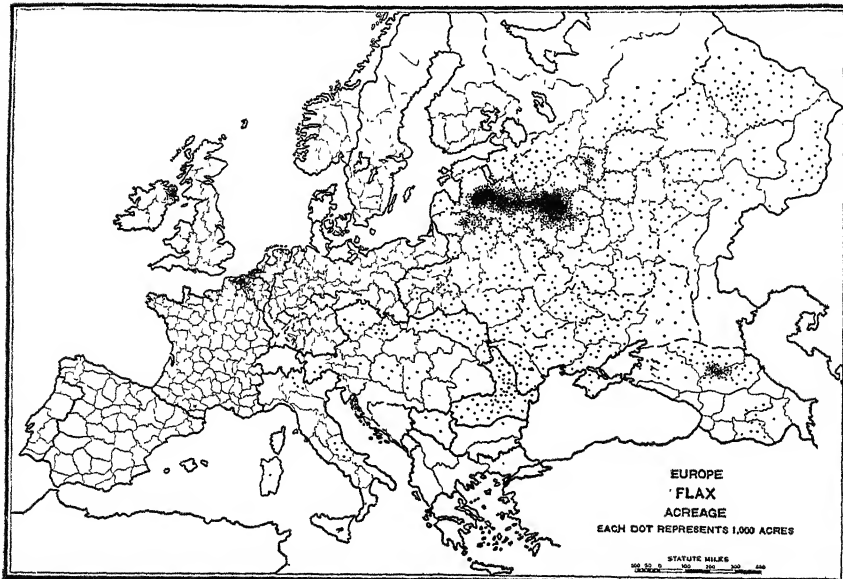 EUROPE
FLAX
ACREAGE
EACH DOT REPRESENTS 1,000 ACRES
STATUTE MILES